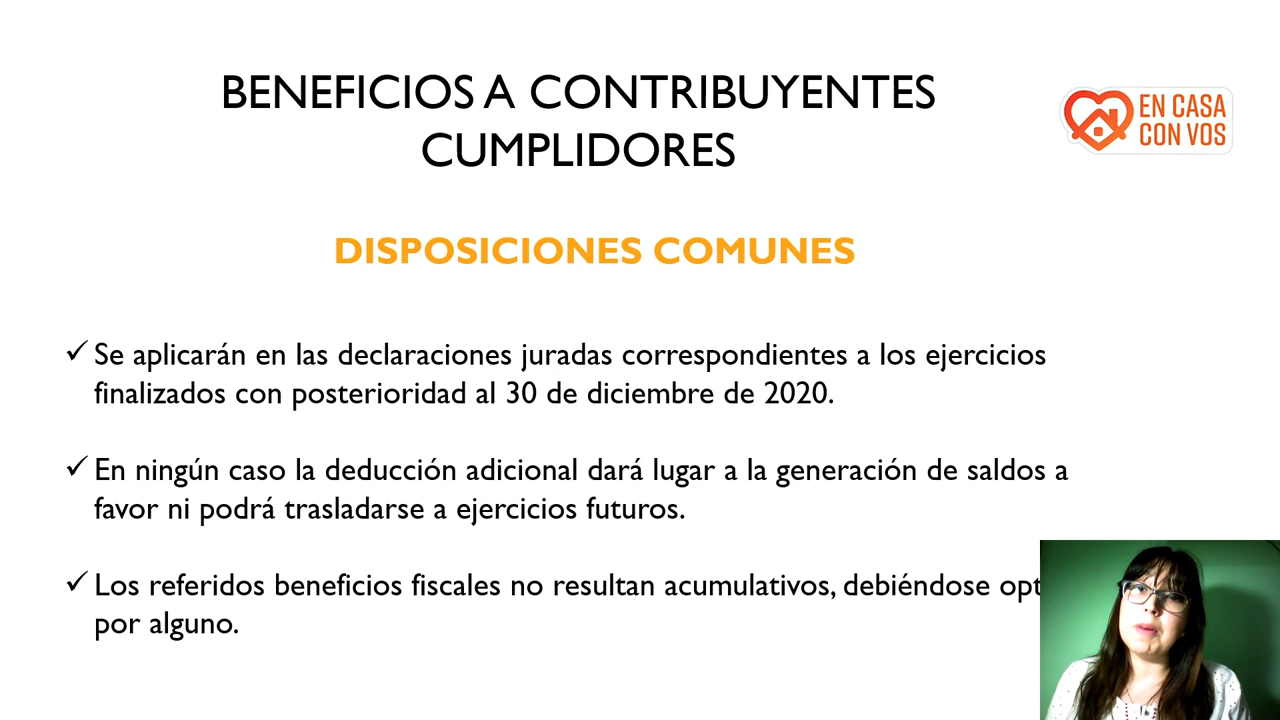 BENEFICIOS A CONTRIBUYENTES
CUMPLIDORES
EN CASA
CON VOS
DISPOSICIONES COMUNES
✓ Se aplicarán en las declaraciones juradas correspondientes a los ejercicios
finalizados con posterioridad al 30 de diciembre de 2020.
✓ En ningún caso la deducción adicional dará lugar a la generación de saldos a
favor ni podrá trasladarse a ejercicios futuros.
✓ Los referidos beneficios fiscales no resultan acumulativos, debiéndose
por alguno.